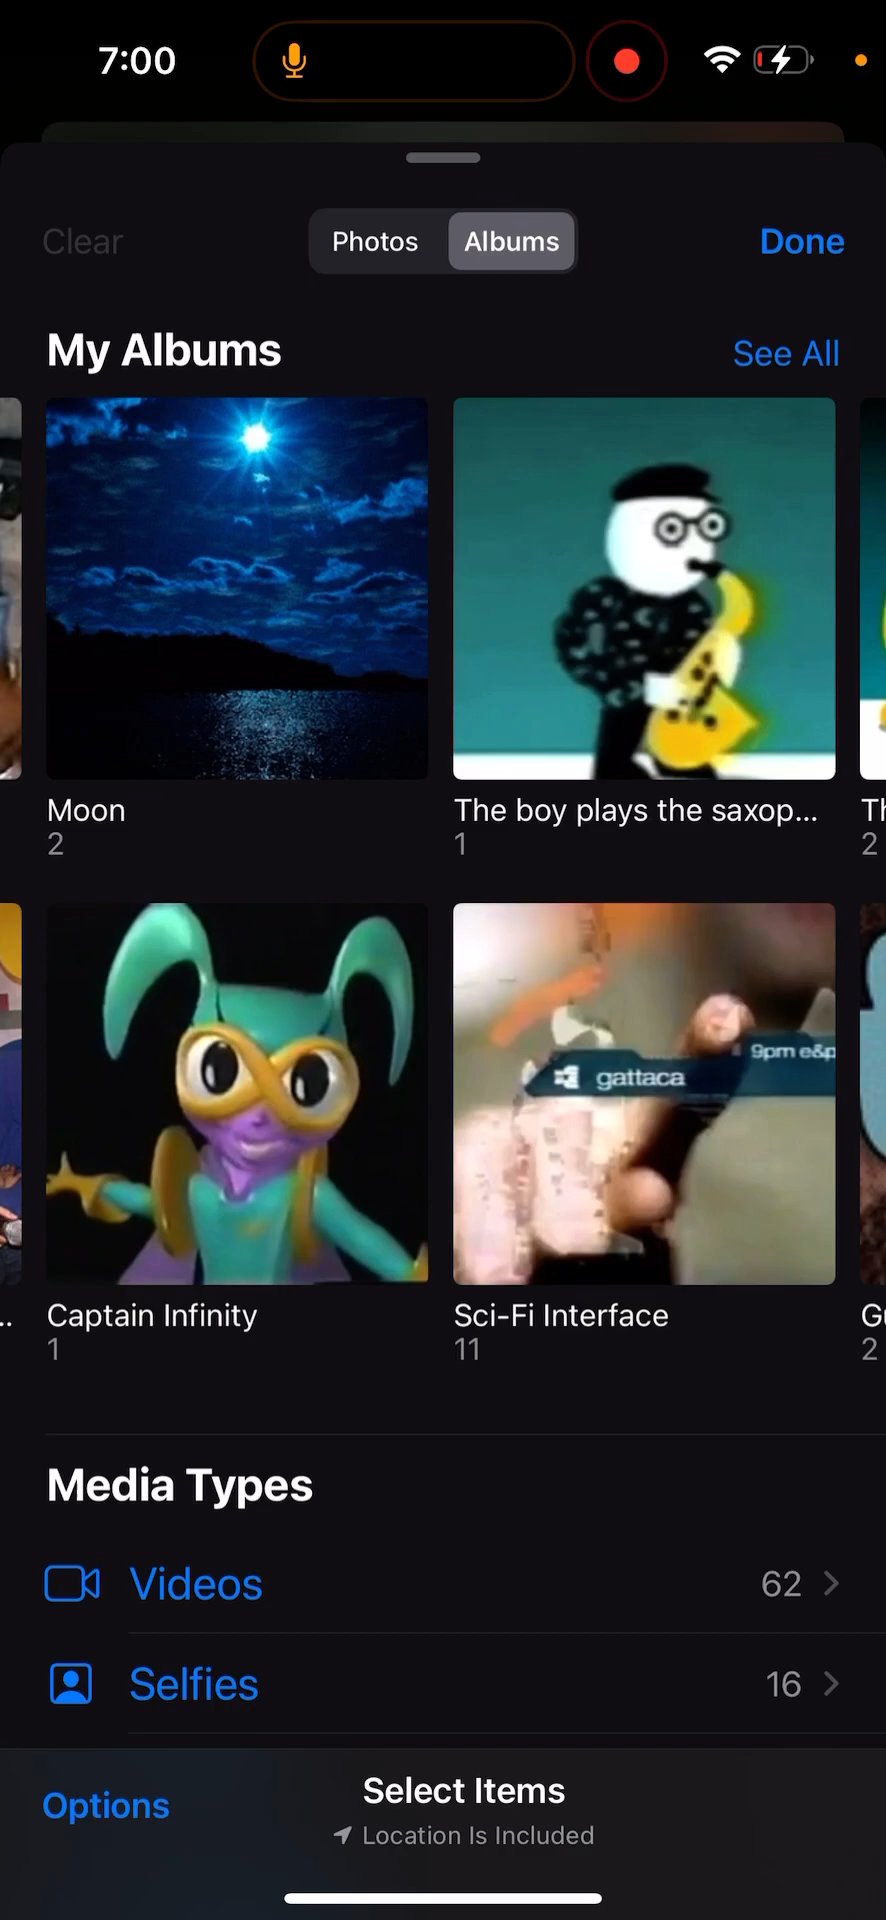 7:00
Clear
Photos
Albums
Done
My Albums
See All
Moon
2
The boy plays the saxop...
1
Th
2
gattaca
9pm e&p
..
Captain Infinity
1
Sci-Fi Interface
11
Gu
2
Media Types
Videos
62
Selfies
16
Options
Select Items
Location Is Included